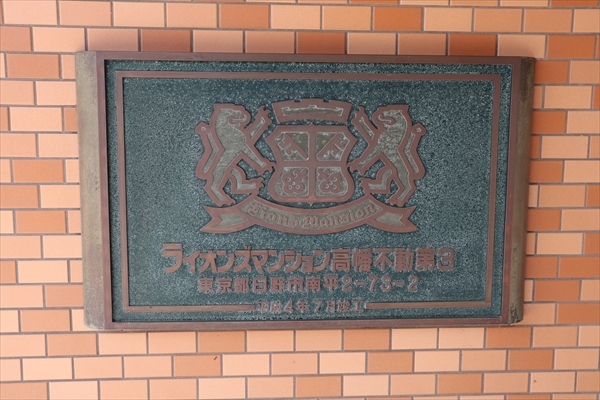 Lions Mansion
ライオンズマンション高幡不動第3
東京都日野市南平2-73-2
平成4年7月竣工